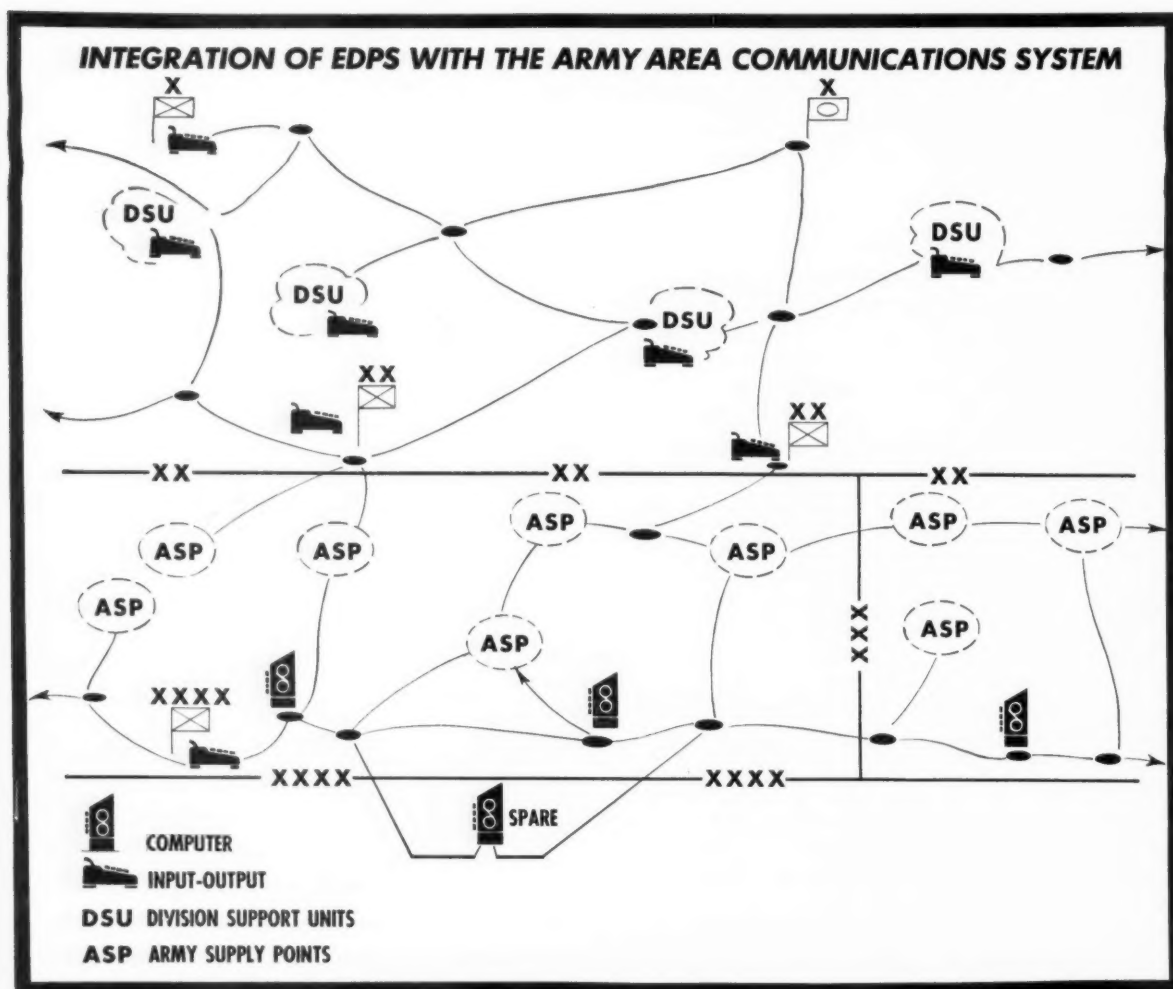 INTEGRATION OF EDPS WITH THE ARMY AREA COMMUNICATIONS SYSTEM
X
X
DSU
DSU
DSU
DSU
XX
XX
XX
XX
XX
ASP
ASP
ASP
ASP
ASP
ASP
ASP
XXX
ASP
ASP
XXXX
XXXX
XXXX
SPARE
COMPUTER
INPUT-OUTPUT
DSU DIVISION SUPPORT UNITS
ASP ARMY SUPPLY POINTS